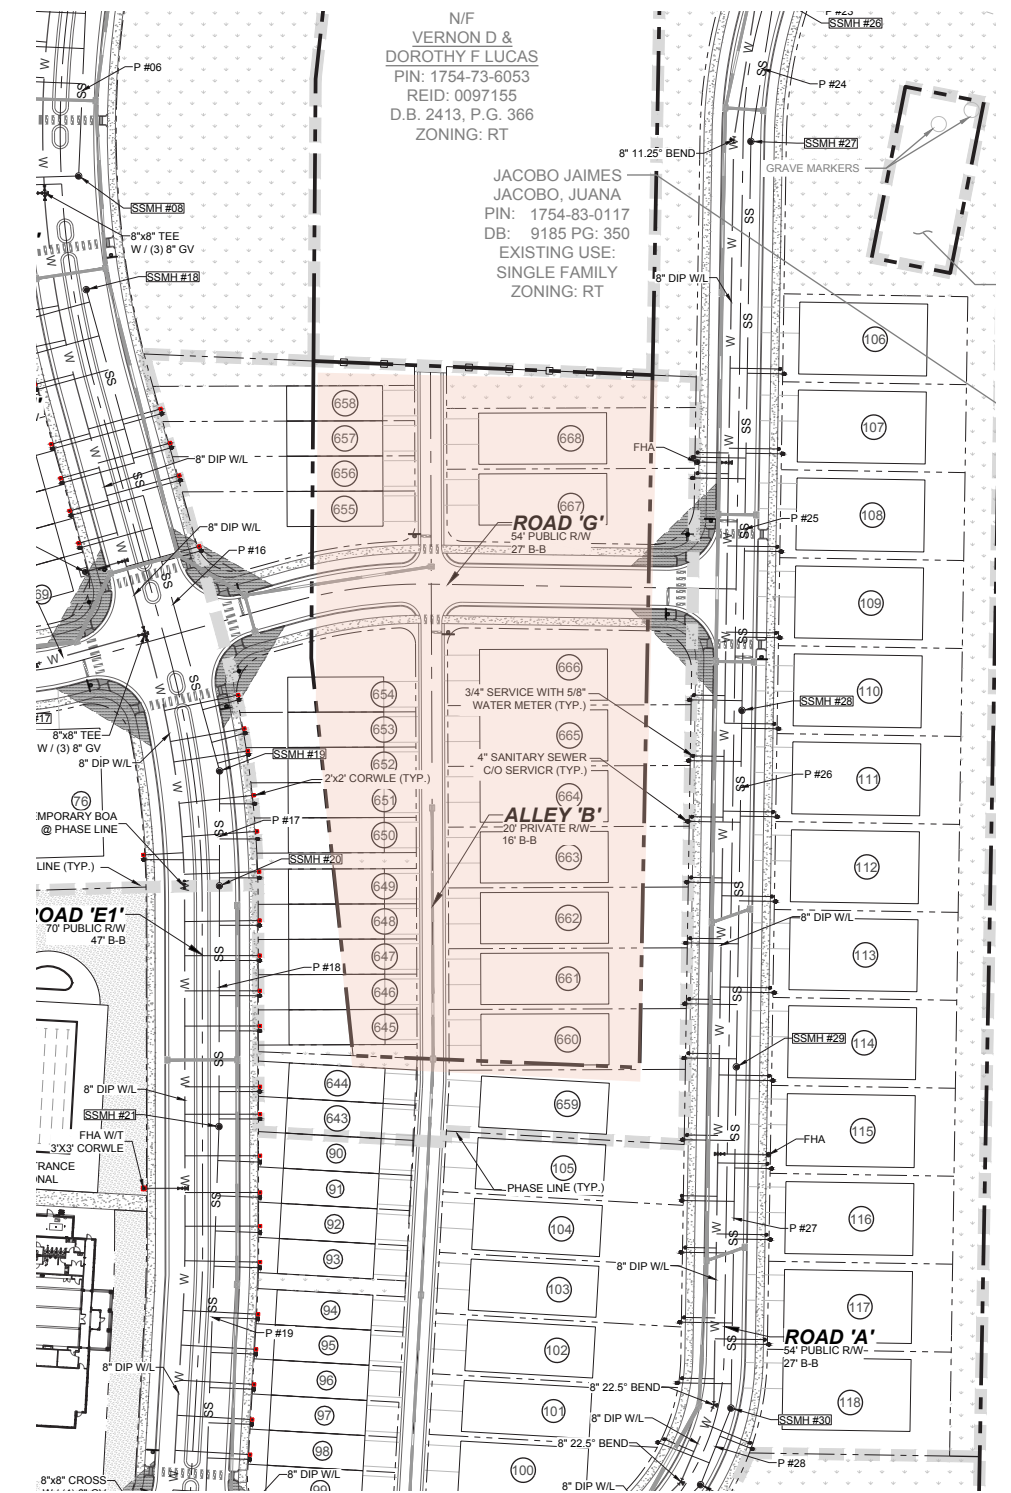 N/F
VERNON D &
DOROTHY F LUCAS
PIN: 1754-73-6053
REID: 0097155
D.B. 2413, P.G. 366
ZONING: RT
JACOBO JAIMES
JACOBO, JUANA
PIN: 1754-83-0117
DB: 9185 PG: 350
EXISTING USE:
SINGLE FAMILY
ZONING: RT
P #23
SSMH #26
P #06
P #24
8" 11.25° BEND
SSMH #27
GRAVE MARKERS
SSMH #08
8"x8" TEE
W / (3) 8" GV
SSMH #18
8" DIP W/L
106
107
108
109
110
111
112
113
114
115
116
117
118
658
657
656
655
668
667
FHA
8" DIP W/L
8" DIP W/L
P #16
P #25
ROAD 'G'
54' PUBLIC R/W
27' B-B
69
654
653
652
651
650
649
648
647
646
645
644
643
90
91
92
93
94
95
96
97
98
99
666
665
664
663
662
661
660
659
105
104
103
102
101
100
3/4" SERVICE WITH 5/8"
WATER METER (TYP.)
4" SANITARY SEWER
C/O SERVICR (TYP.)
SSMH #28
P #26
#17
8"x8" TEE
W / (3) 8" GV
8" DIP W/L
SSMH #19
2'x2' CORWLE (TYP.)
76
EMPORARY BOA
@ PHASE LINE
P #17
ALLEY 'B'
20' PRIVATE R/W
16' B-B
LINE (TYP.)
SSMH #20
ROAD 'E1'
70' PUBLIC R/W
47' B-B
8" DIP W/L
P #18
SSMH #29
8" DIP W/L
SSMH #21
FHA W/T
3'X3' CORWLE
TRANCE
ONAL
FHA
PHASE LINE (TYP.)
P #27
8" DIP W/L
P #19
ROAD 'A'
54' PUBLIC R/W
27' B-B
8" DIP W/L
8" 22.5° BEND
8" DIP W/L
SSMH #30
8" 22.5° BEND
P #28
8"x8" CROSS
W / (4) 8" GV
8" DIP W/L
8" DIP W/L